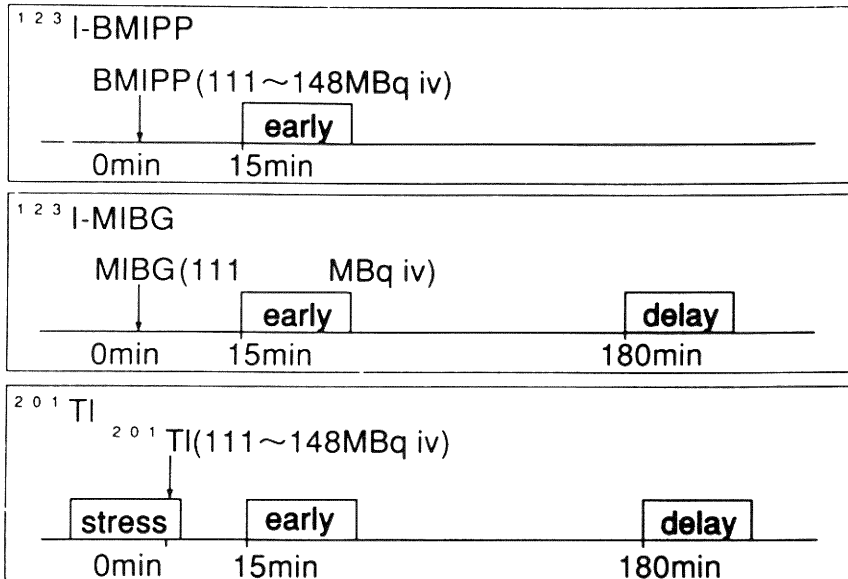 ¹²³I-BMIPP
BMIPP(111～148MBq iv)
early
0min 15min
¹²³I-MIBG
MIBG(111 MBq iv)
early delay
0min 15min 180min
²⁰¹Tl
²⁰¹Tl(111～148MBq iv)
stress early delay
0min 15min 180min